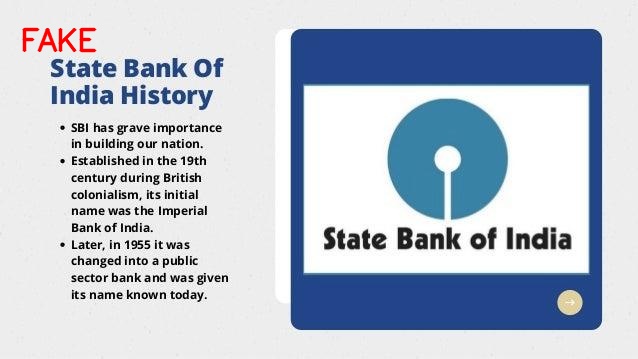 FAKE
State Bank Of
India History
• SBI has grave importance
in building our nation.
• Established in the 19th
century during British
colonialism, its initial
name was the Imperial
Bank of India.
• Later, in 1955 it was
changed into a public
sector bank and was given
its name known today.
State Bank of India